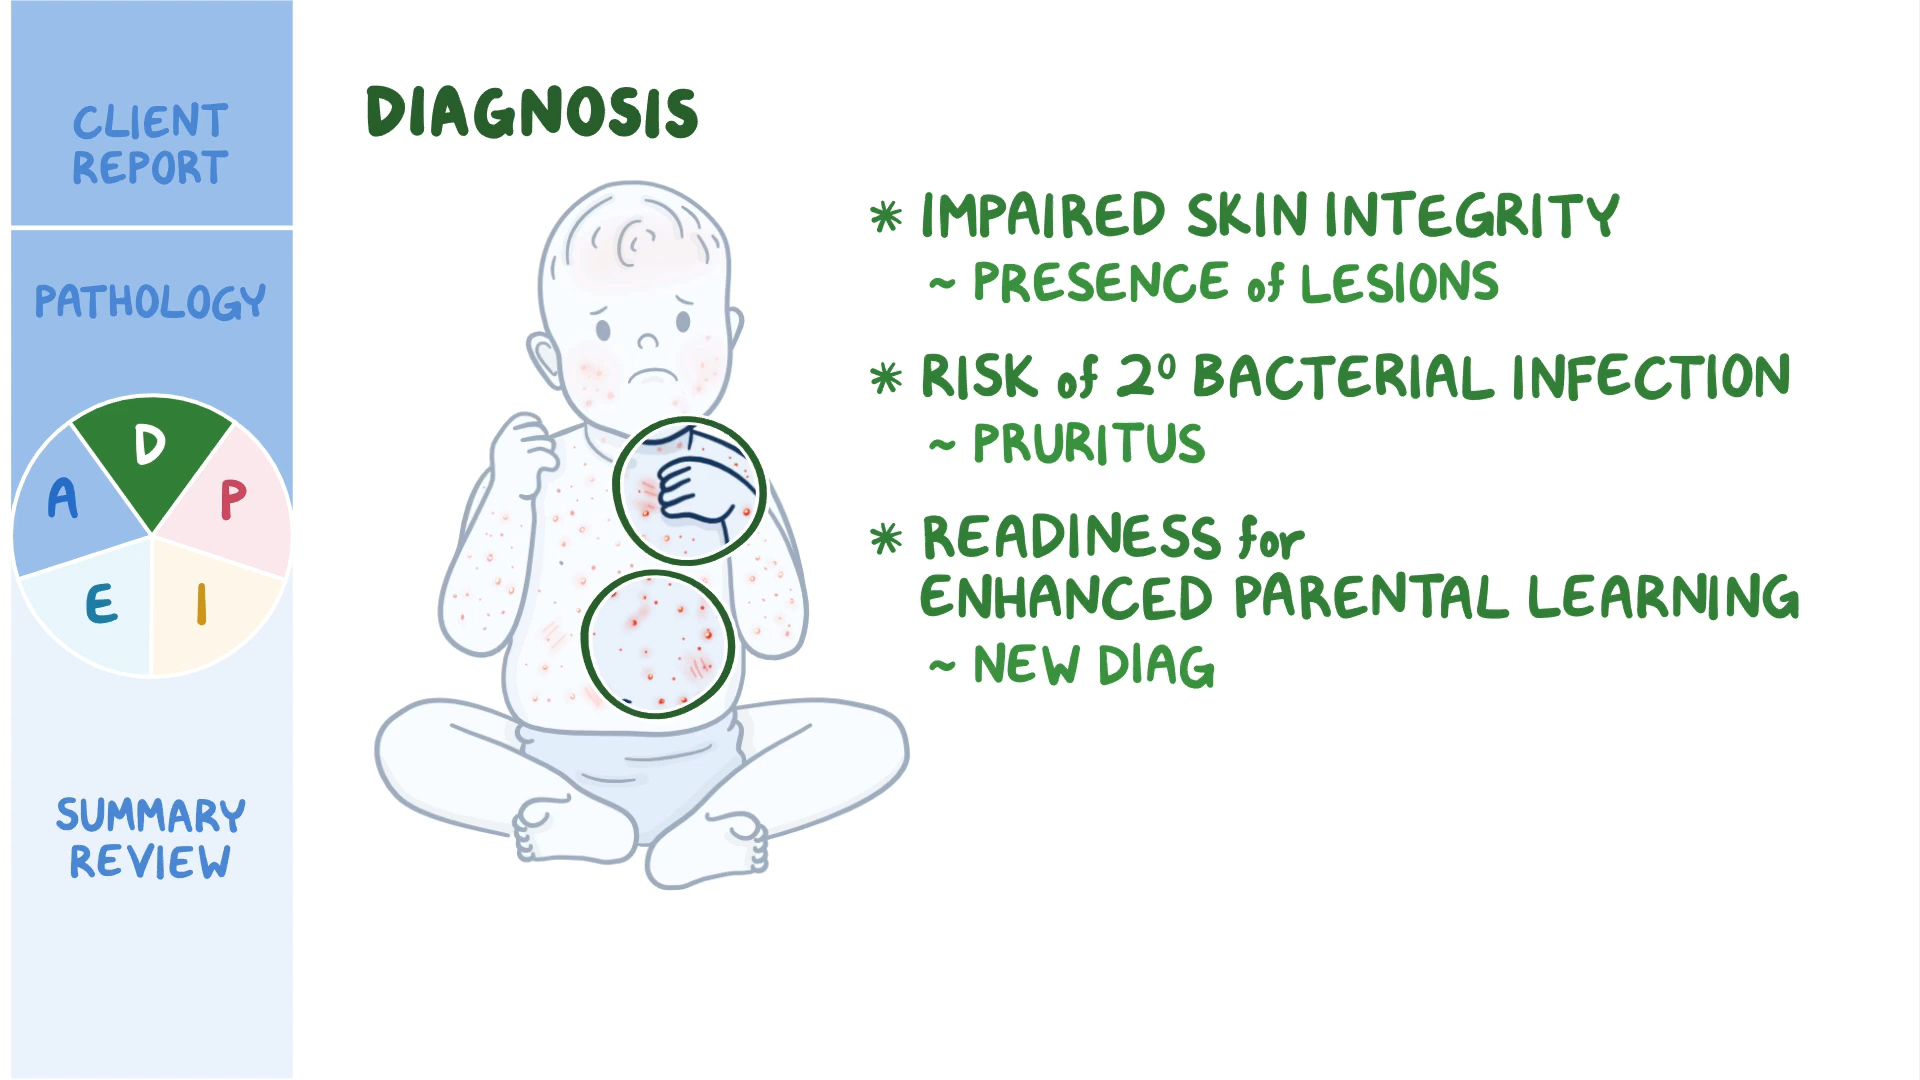 CLIENT
REPORT
PATHOLOGY
A
D
P
E
I
SUMMARY
REVIEW
DIAGNOSIS
* IMPAIRED SKIN INTEGRITY
~ PRESENCE of LESIONS
* RISK of 2º BACTERIAL INFECTION
~ PRURITUS
* READINESS for
ENHANCED PARENTAL LEARNING
~ NEW DIAG